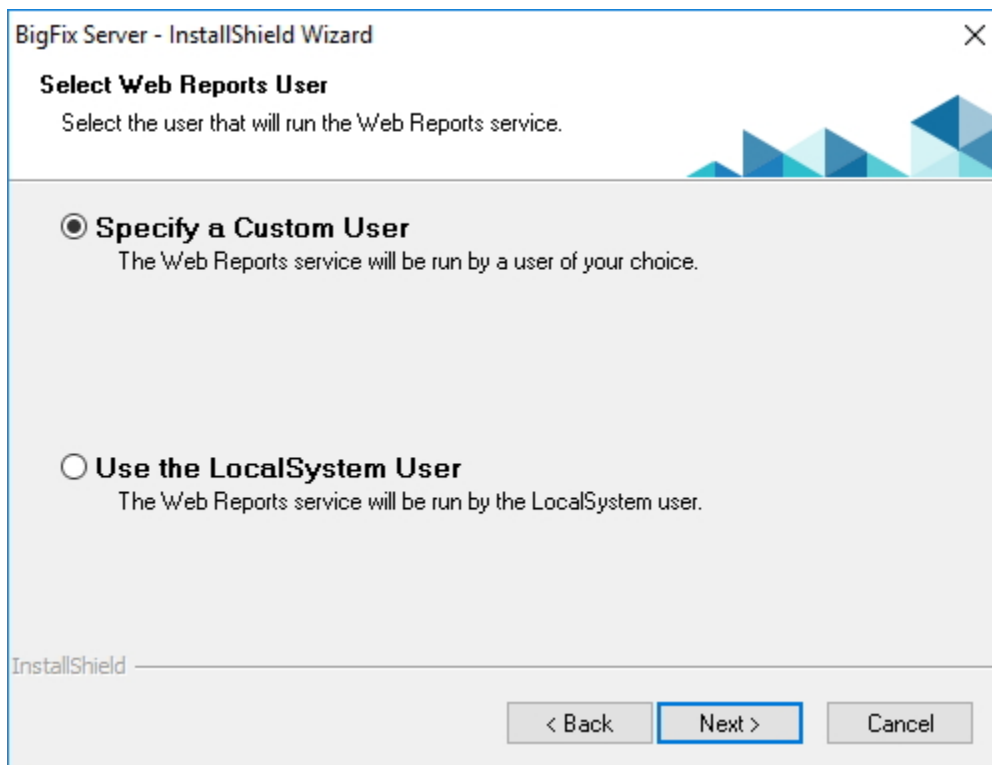 BigFix Server - InstallShield Wizard
Select Web Reports User
Select the user that will run the Web Reports service.
Specify a Custom User
The Web Reports service will be run by a user of your choice.
Use the LocalSystem User
The Web Reports service will be run by the LocalSystem user.
InstallShield
< Back Next > Cancel